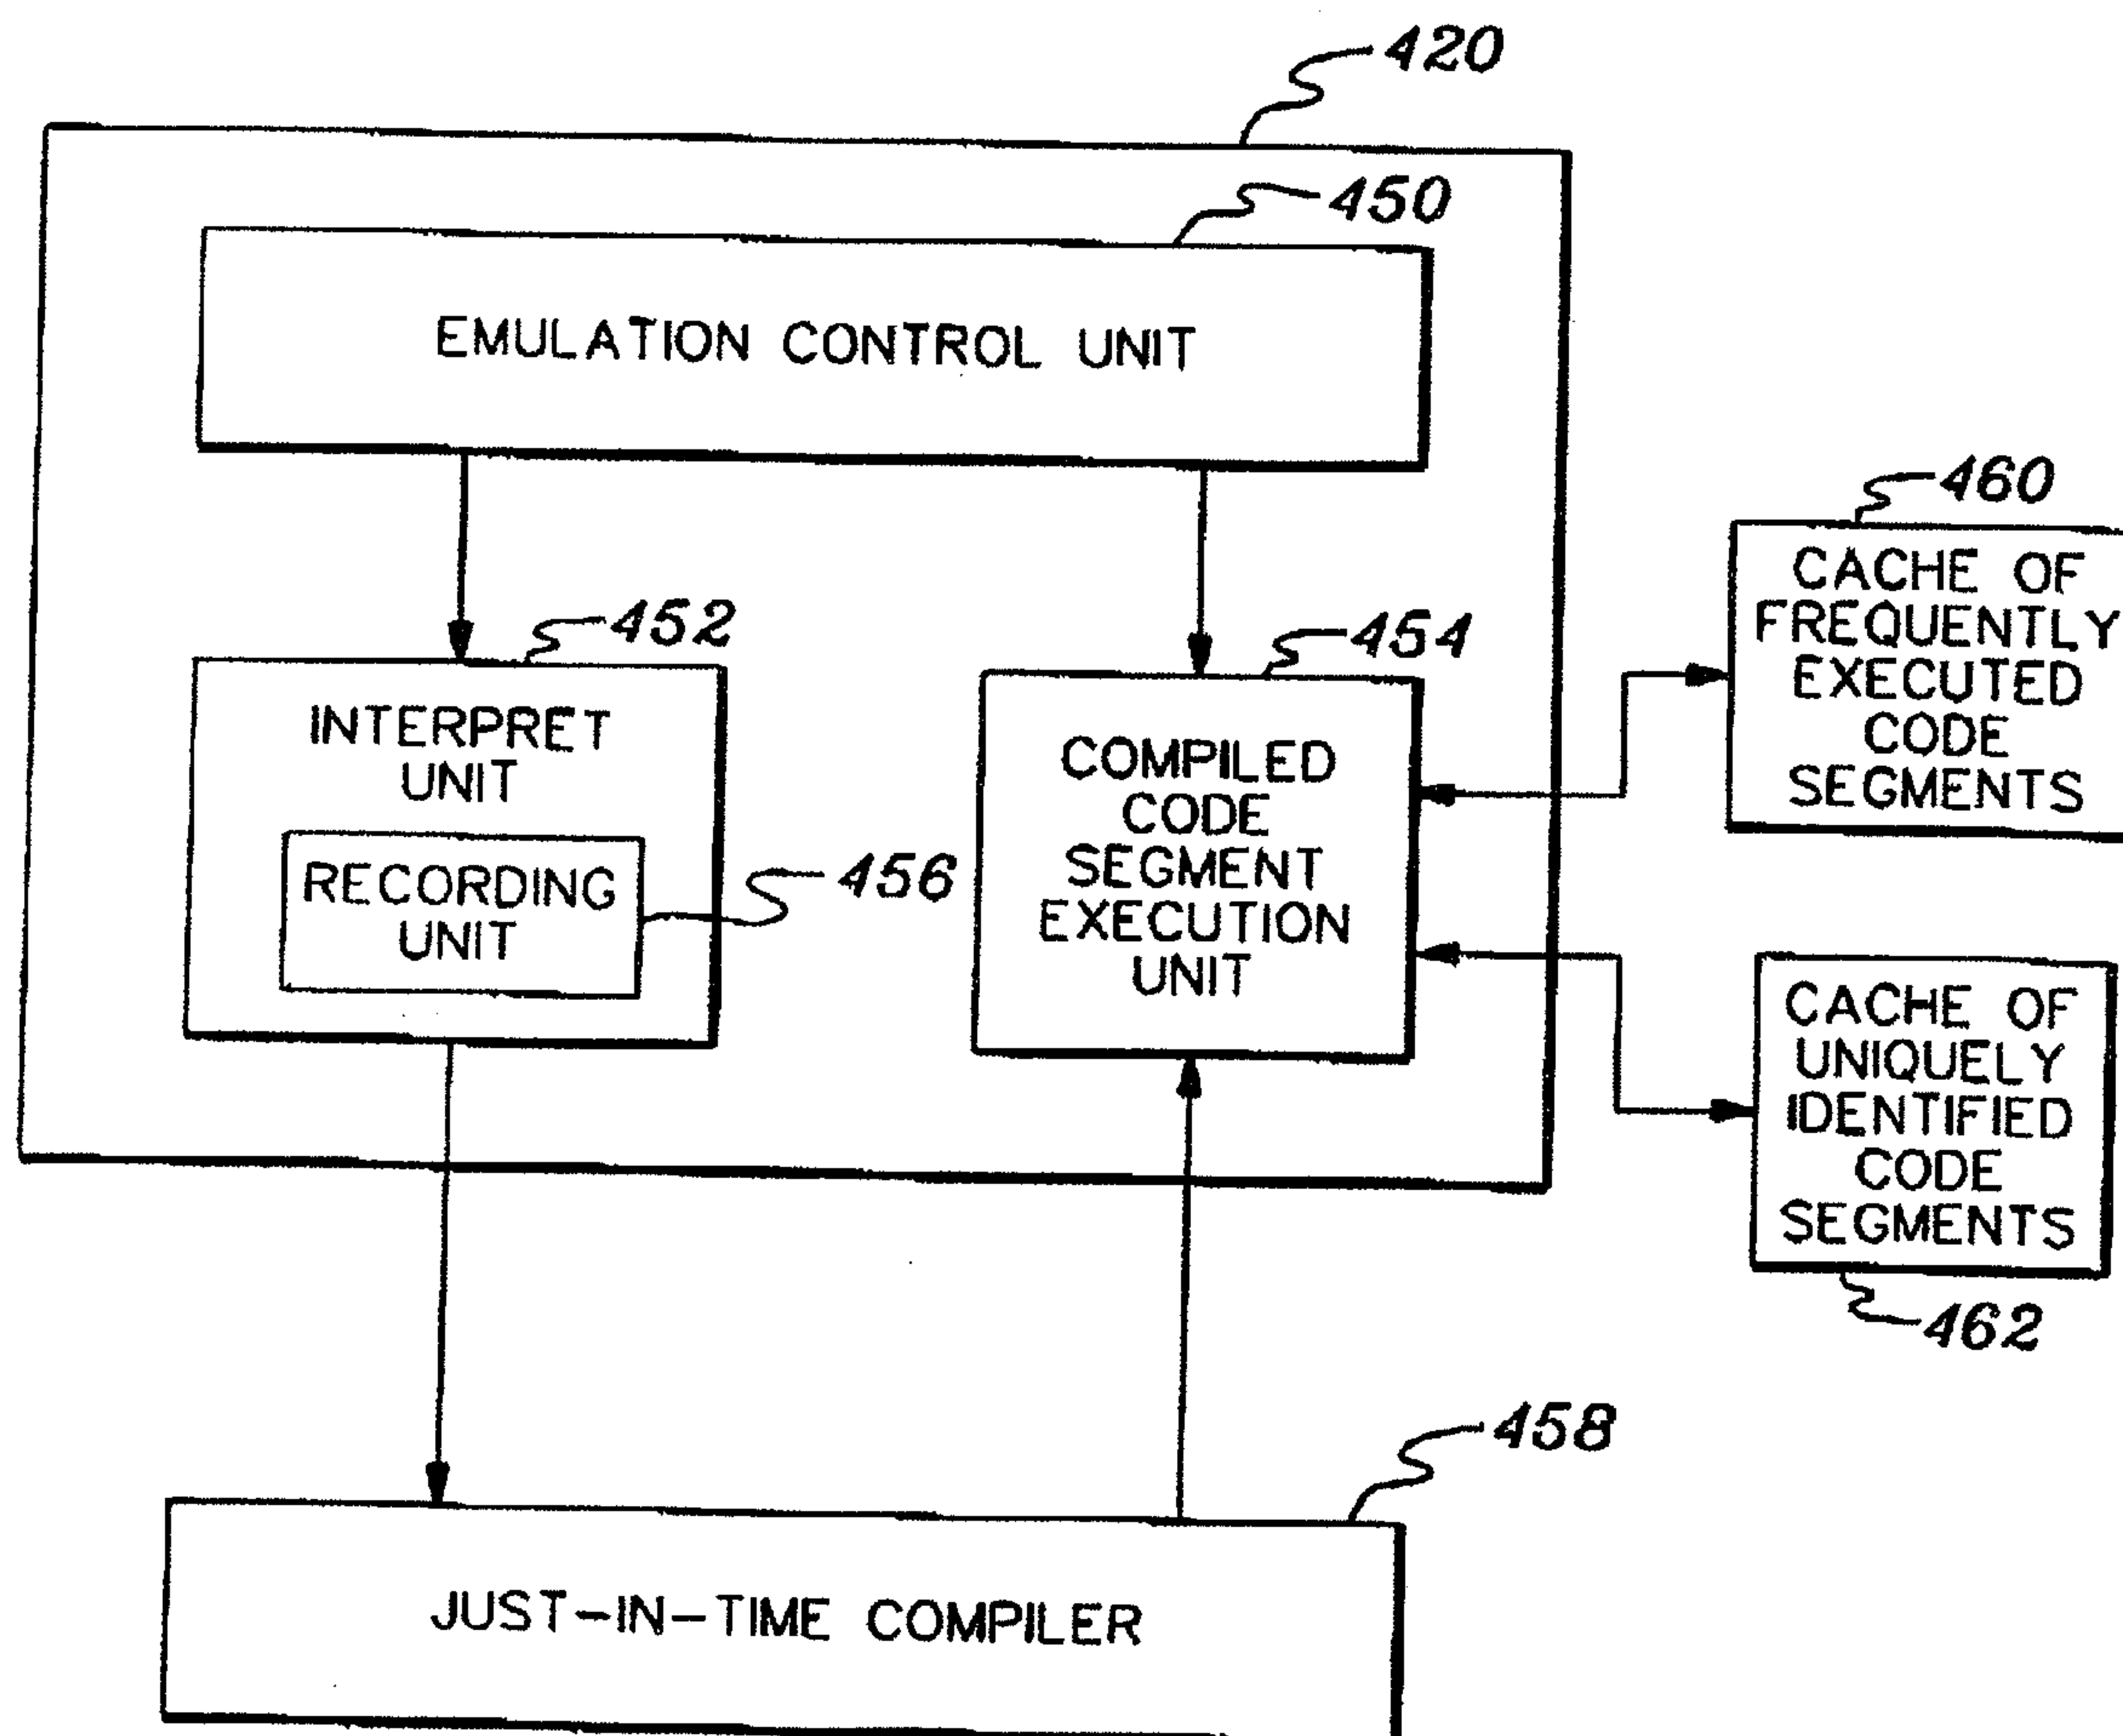 420
450
EMULATION CONTROL UNIT
460
CACHE OF
FREQUENTLY
EXECUTED
CODE
SEGMENTS
452
INTERPRET
UNIT
RECORDING
UNIT
456
454
COMPILED
CODE
SEGMENT
EXECUTION
UNIT
CACHE OF
UNIQUELY
IDENTIFIED
CODE
SEGMENTS
462
458
JUST-IN-TIME COMPILER